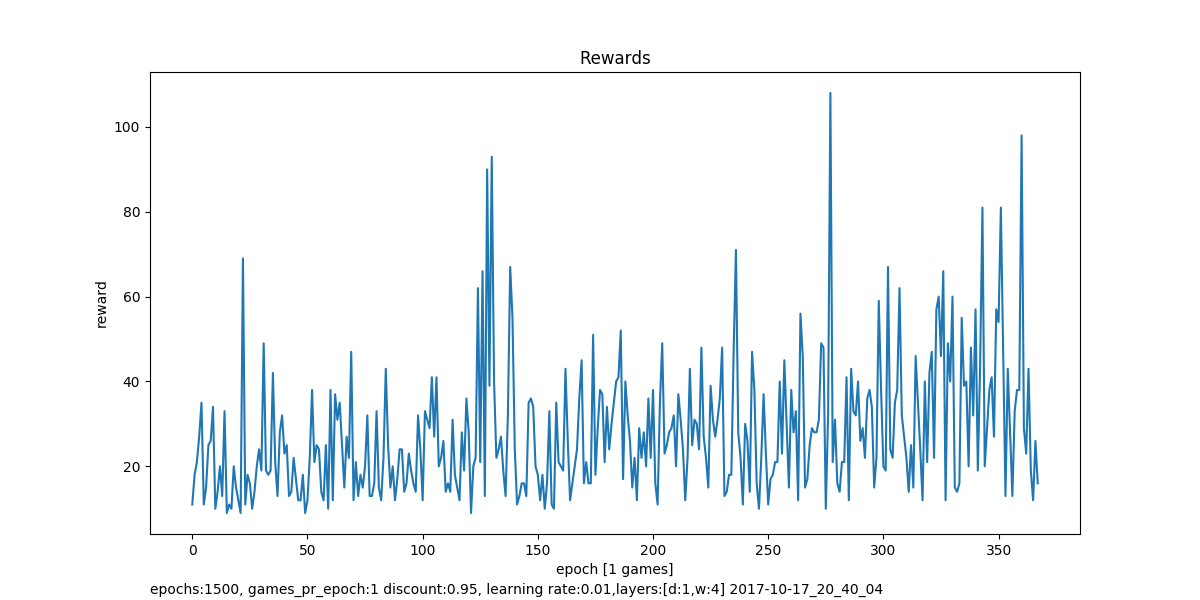 Rewards
reward
100
80
60
40
20
0 50 100 150 200 250 300 350
epoch [1 games]
epochs:1500, games_pr_epoch:1 discount:0.95, learning rate:0.01,layers:[d:1,w:4] 2017-10-17_20_40_04